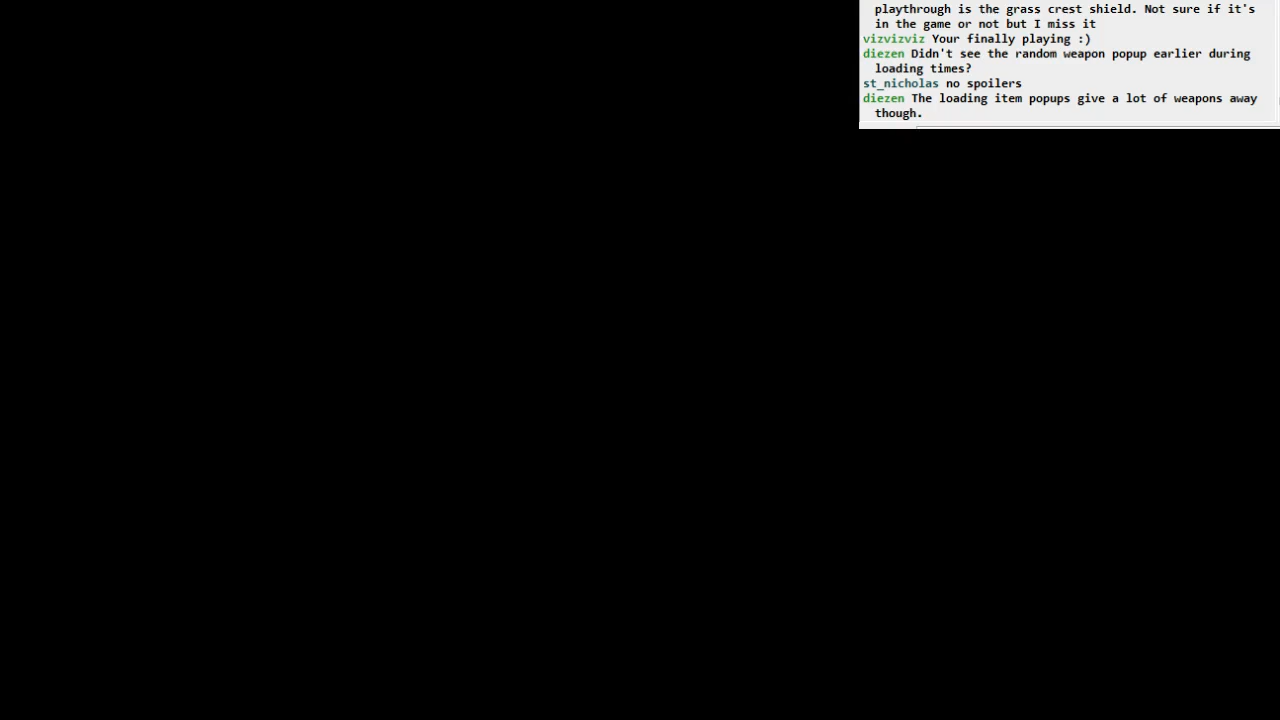 playthrough is the grass crest shield. Not sure if it's
in the game or not but I miss it
vizvizviz Your finally playing :)
diezen Didn't see the random weapon popup earlier during
loading times?
st_nicholas no spoilers
diezen The loading item popups give a lot of weapons away
though.